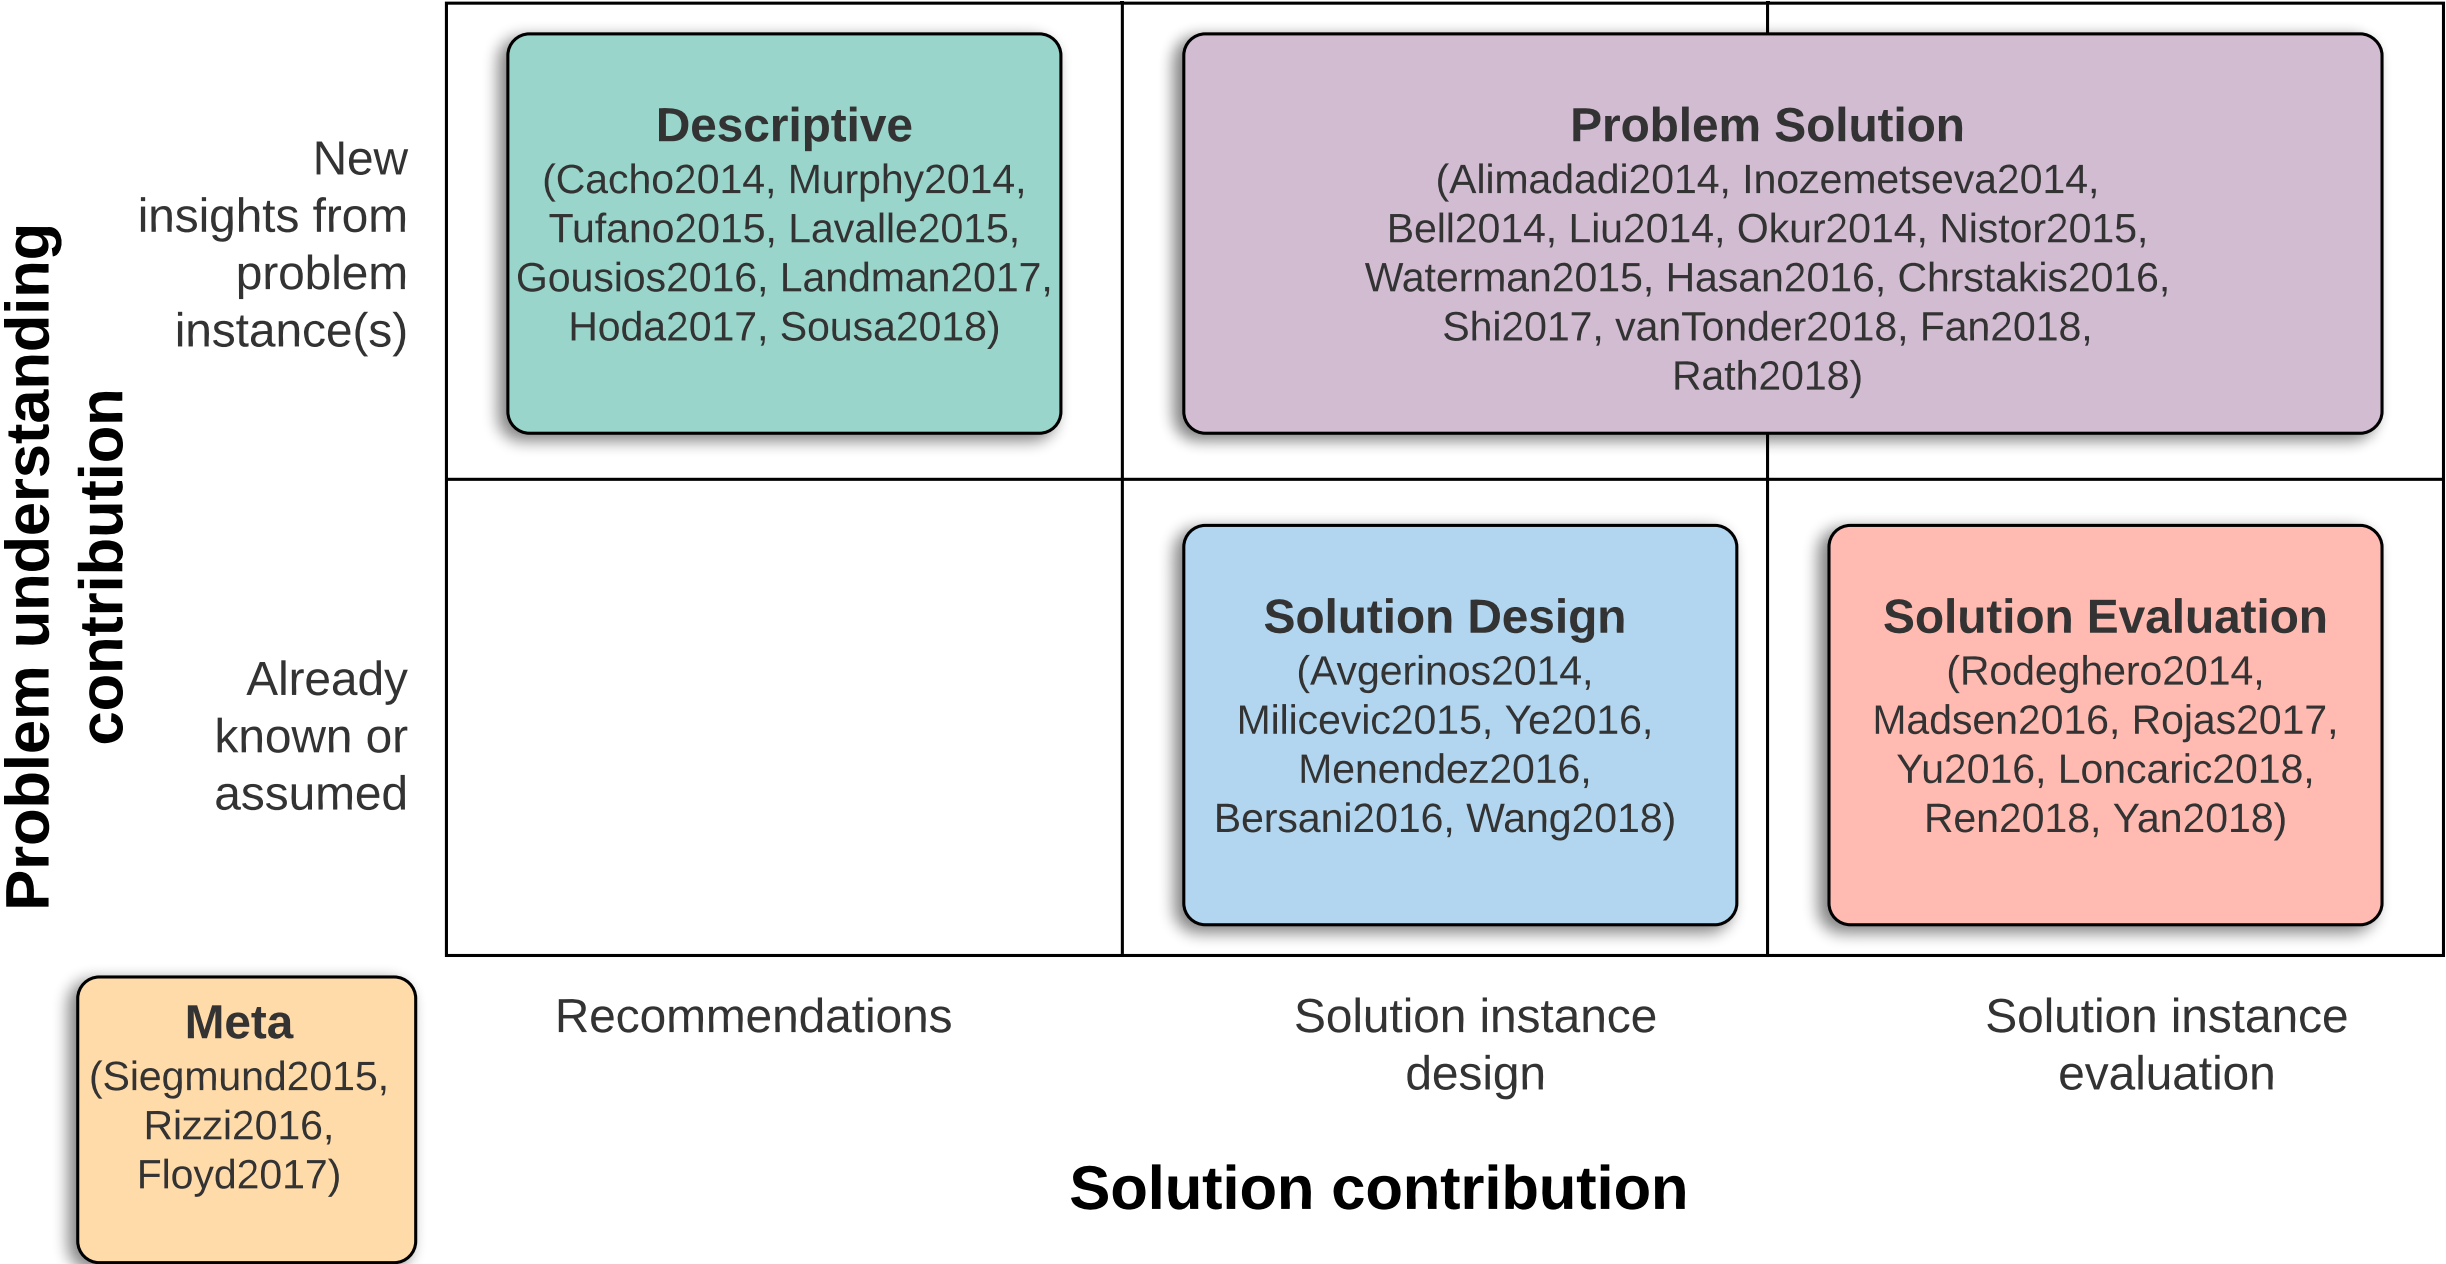 Problem understanding
contribution
New
insights from
problem
instance(s)
Already
known or
assumed
Descriptive
(Cacho2014, Murphy2014,
Tufano2015, Lavalle2015,
Gousios2016, Landman2017,
Hoda2017, Sousa2018)
Problem Solution
(Alimadadi2014, Inozemetseva2014,
Bell2014, Liu2014, Okur2014, Nistor2015,
Waterman2015, Hasan2016, Chrstakis2016,
Shi2017, vanTonder2018, Fan2018,
Rath2018)
Solution Design
(Avgerinos2014,
Milicevic2015, Ye2016,
Menendez2016,
Bersani2016, Wang2018)
Solution Evaluation
(Rodeghero2014,
Madsen2016, Rojas2017,
Yu2016, Loncaric2018,
Ren2018, Yan2018)
Meta
(Siegmund2015,
Rizzi2016,
Floyd2017)
Recommendations
Solution instance
design
Solution instance
evaluation
Solution contribution